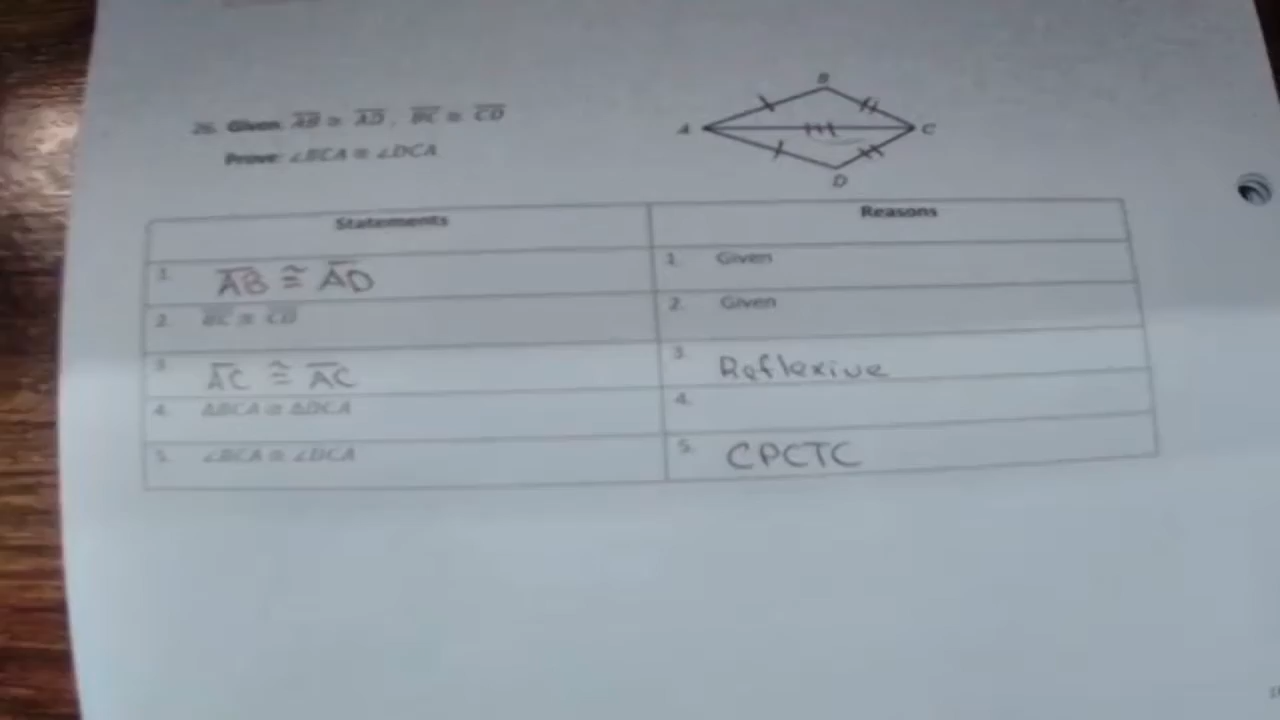 26. Given: AB ≅ AD, BC ≅ CD
Prove: ∠BCA ≅ ∠DCA
B
A
C
D
Statements
Reasons
1. AB ≅ AD
1. Given
2. BC ≅ CD
2. Given
3. AC ≅ AC
3. Reflexive
4. ΔBCA ≅ ΔDCA
4.
5. ∠BCA ≅ ∠DCA
5. CPCTC